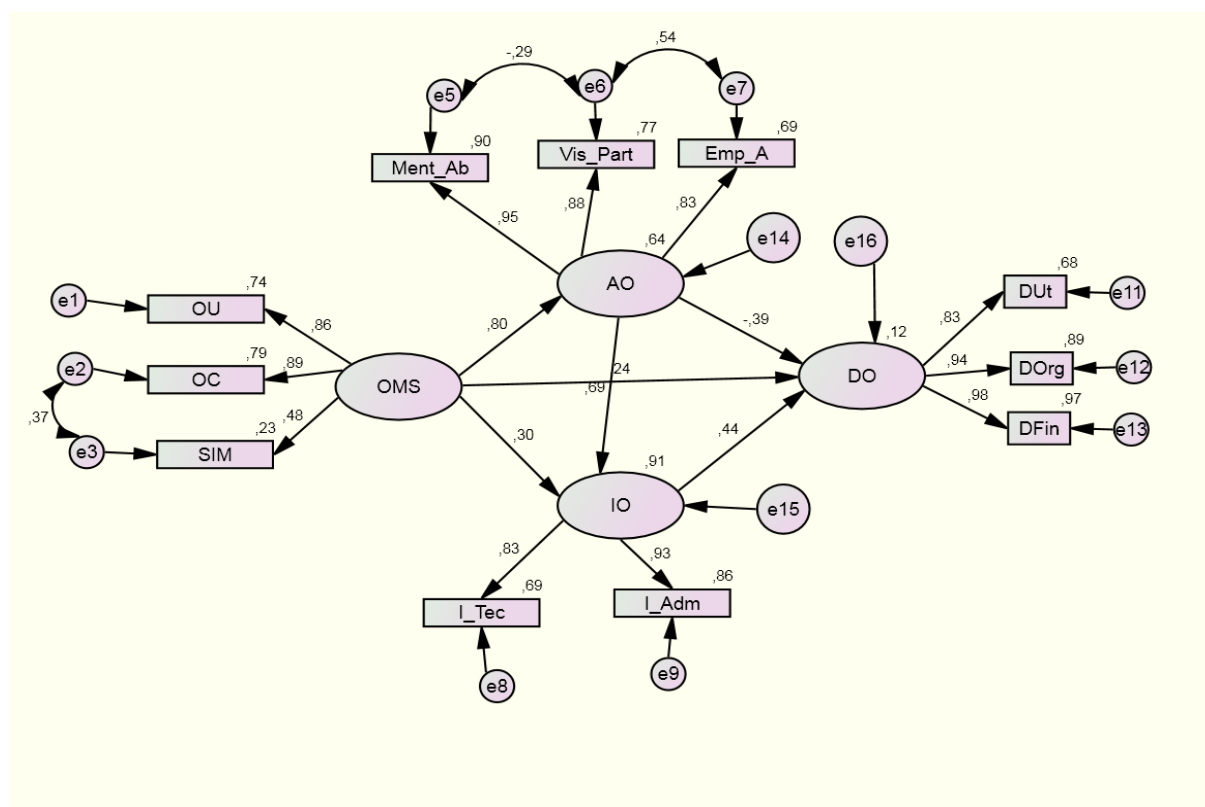 -,29
,54
e5
e6
e7
,90
,77
,69
Ment_Ab
Vis_Part
Emp_A
,95
,88
,83
,64
e14
e16
AO
e1
,74
OU
,86
,68
DUt
e11
,80
-,39
,83
e2
,79
OC
,89
OMS
,24
,12
DO
,94
,89
DOrg
e12
,37
,48
,69
,98
,97
DFin
e13
e3
,23
SIM
,30
,44
,91
IO
e15
,83
,93
,69
I_Tec
,86
I_Adm
e8
e9